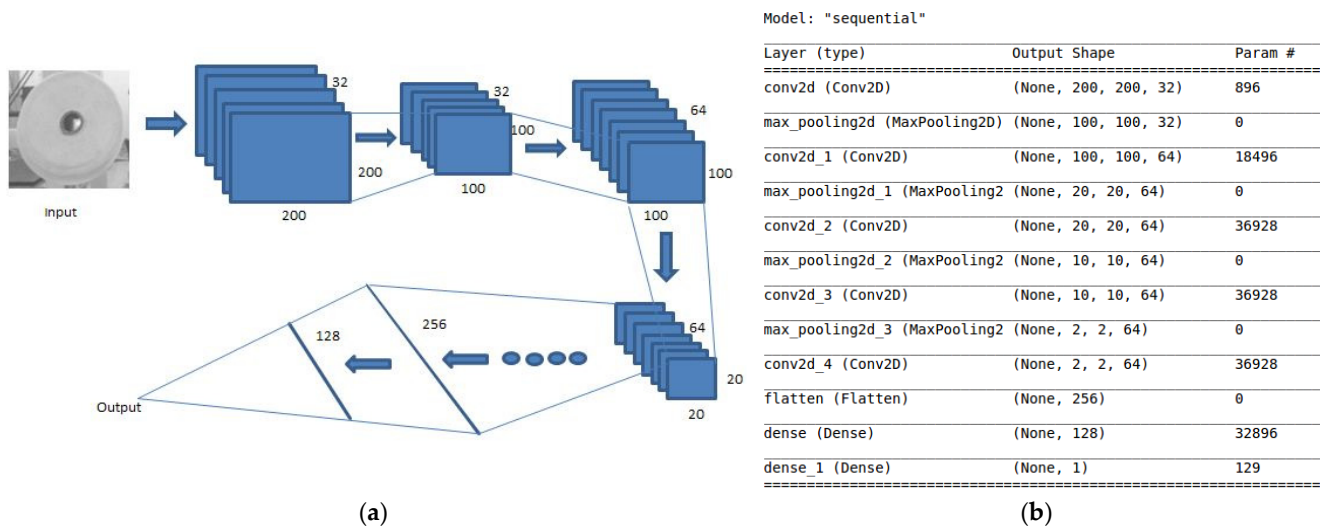 Input
32
200
200
32
100
100
64
100
100
64
20
20
256
128
Output
(a)
Model: "sequential"
Layer (type) Output Shape Param #
conv2d (Conv2D) (None, 200, 200, 32) 896
max_pooling2d (MaxPooling2D) (None, 100, 100, 32) 0
conv2d_1 (Conv2D) (None, 100, 100, 64) 18496
max_pooling2d_1 (MaxPooling2 (None, 20, 20, 64) 0
conv2d_2 (Conv2D) (None, 20, 20, 64) 36928
max_pooling2d_2 (MaxPooling2 (None, 10, 10, 64) 0
conv2d_3 (Conv2D) (None, 10, 10, 64) 36928
max_pooling2d_3 (MaxPooling2 (None, 2, 2, 64) 0
conv2d_4 (Conv2D) (None, 2, 2, 64) 36928
flatten (Flatten) (None, 256) 0
dense (Dense) (None, 128) 32896
dense_1 (Dense) (None, 1) 129
(b)